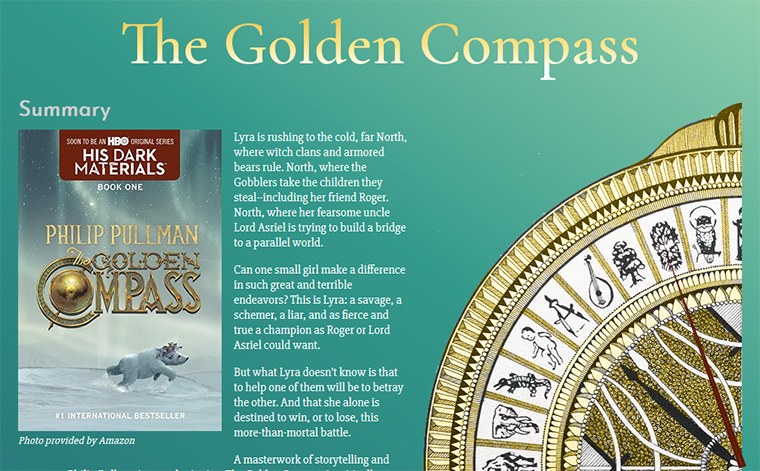 The Golden Compass
Summary
SOON TO BE AN HBO ORIGINAL SERIES
HIS DARK
MATERIALS
BOOK ONE
PHILIP PULLMAN
The GOLDEN
COMPASS
#1 INTERNATIONAL BESTSELLER
Photo provided by Amazon
Lyra is rushing to the cold, far North,
where witch clans and armored
bears rule. North, where the
Gobblers take the children they
steal--including her friend Roger.
North, where her fearsome uncle
Lord Asriel is trying to build a bridge
to a parallel world.
Can one small girl make a difference
in such great and terrible
endeavors? This is Lyra: a savage, a
schemer, a liar, and as fierce and
true a champion as Roger or Lord
Asriel could want.
But what Lyra doesn't know is that
to help one of them will be to betray
the other. And that she alone is
destined to win, or to lose, this
more-than-mortal battle.
A masterwork of storytelling and